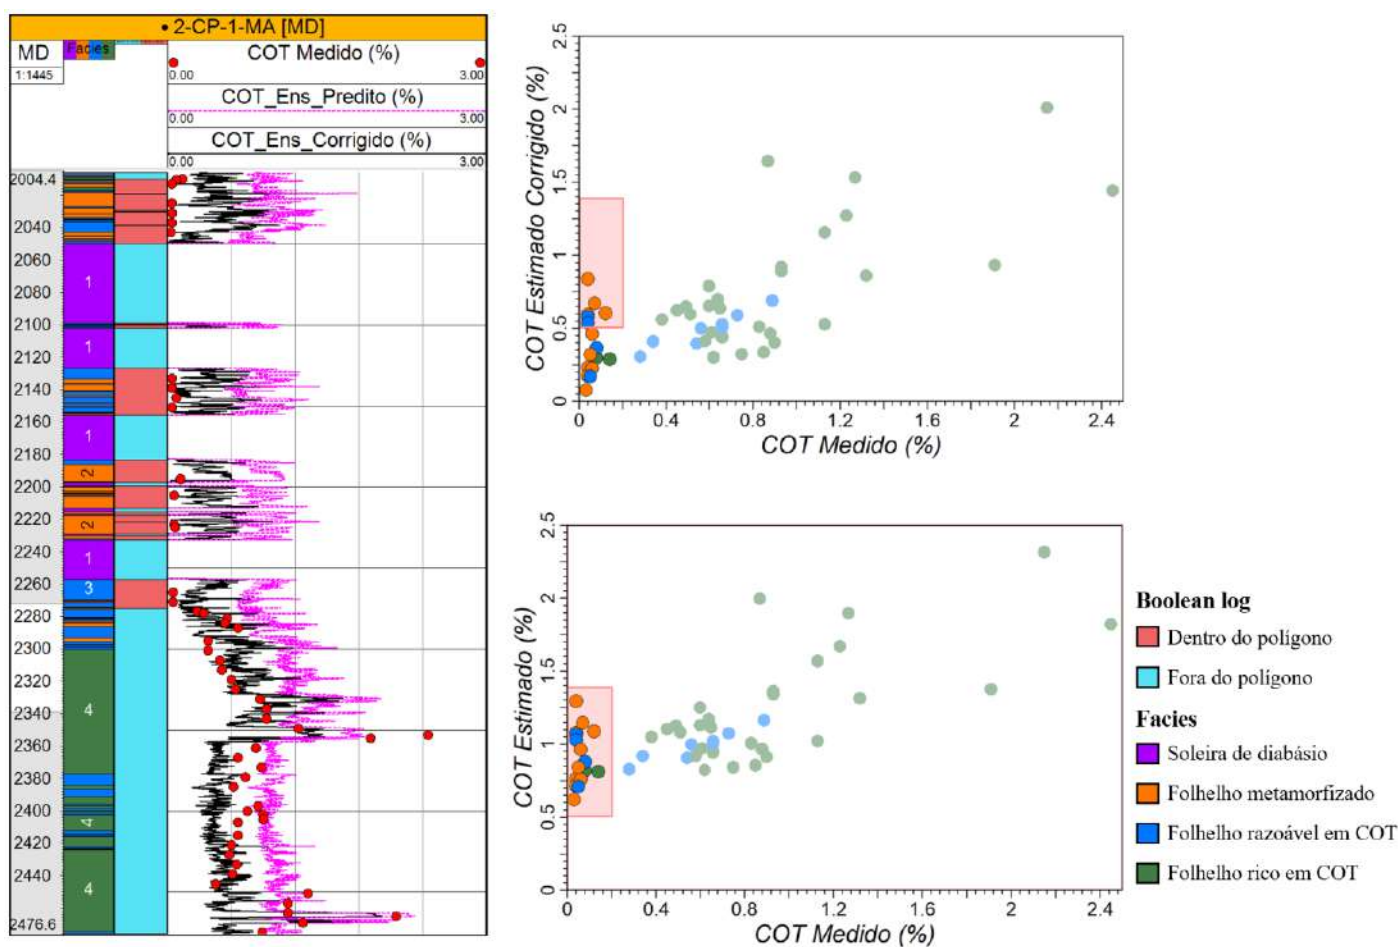 • 2-CP-1-MA [MD]
MD
1:1445
Facies
COT Medido (%)
0.00 3.00
COT_Ens_Predito (%)
0.00 3.00
COT_Ens_Corrigido (%)
0.00 3.00
2004.4
2040
2060
2080
2100
2120
2140
2160
2180
2200
2220
2240
2260
2280
2300
2320
2340
2360
2380
2400
2420
2440
2476.6
1
1
1
2
2
1
3
4
4
4
COT Estimado Corrigido (%)
2.5
2
1.5
1
0.5
0
0 0.4 0.8 1.2 1.6 2 2.4
COT Medido (%)
COT Estimado (%)
2.5
2
1.5
1
0.5
0
0 0.4 0.8 1.2 1.6 2 2.4
COT Medido (%)
Boolean log
Dentro do polígono
Fora do polígono
Facies
Soleira de diabásio
Folhelho metamorfizado
Folhelho razoável em COT
Folhelho rico em COT